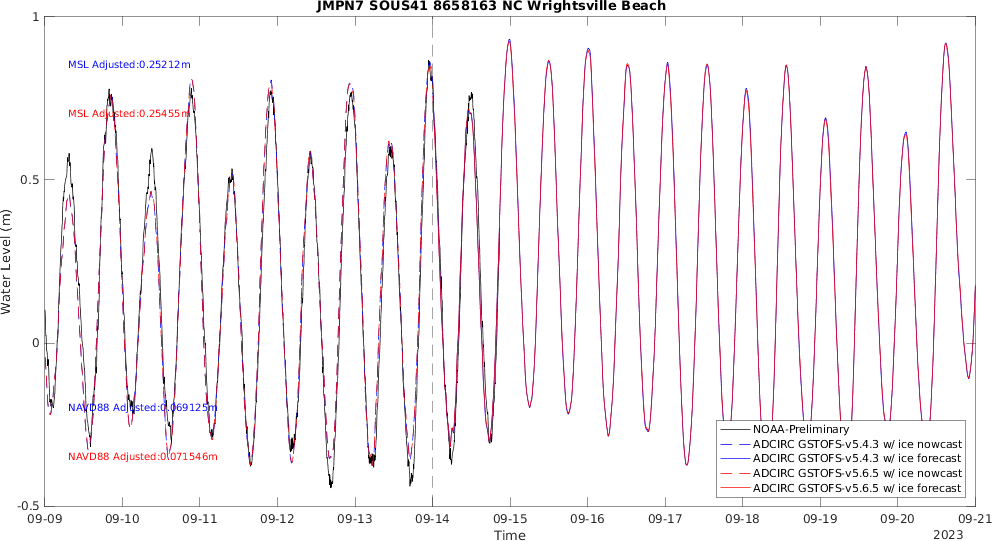 JMPN7 SOUS41 8658163 NC Wrightsville Beach
1
MSL Adjusted:0.25212m
MSL Adjusted:0.25455m
0.5
Water Level (m)
0
NAVD88 Adjusted:0.069125m
NAVD88 Adjusted:0.071546m
NOAA-Preliminary
ADCIRC GSTOFS-v5.4.3 w/ ice nowcast
ADCIRC GSTOFS-v5.4.3 w/ ice forecast
ADCIRC GSTOFS-v5.6.5 w/ ice nowcast
ADCIRC GSTOFS-v5.6.5 w/ ice forecast
-0.5
09-09 09-10 09-11 09-12 09-13 09-14 09-15 09-16 09-17 09-18 09-19 09-20 09-21
Time
2023